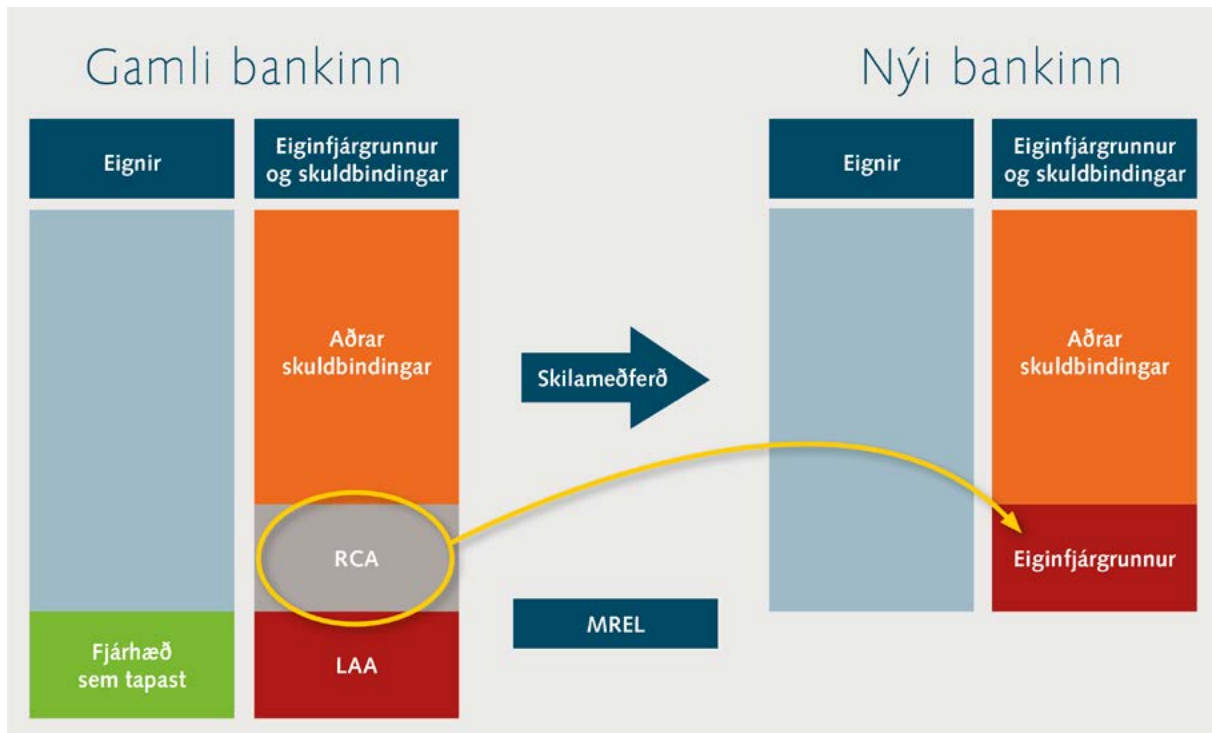 Gamli bankinn
Nýi bankinn
Eignir
Eiginfjárgrunnur
og skuldbindingar
Eignir
Eiginfjárgrunnur
og skuldbindingar
Aðrar
skuldbindingar
Skilameðferð
Aðrar
skuldbindingar
RCA
Eiginfjárgrunnur
MREL
Fjárhæð
sem tapast
LAA